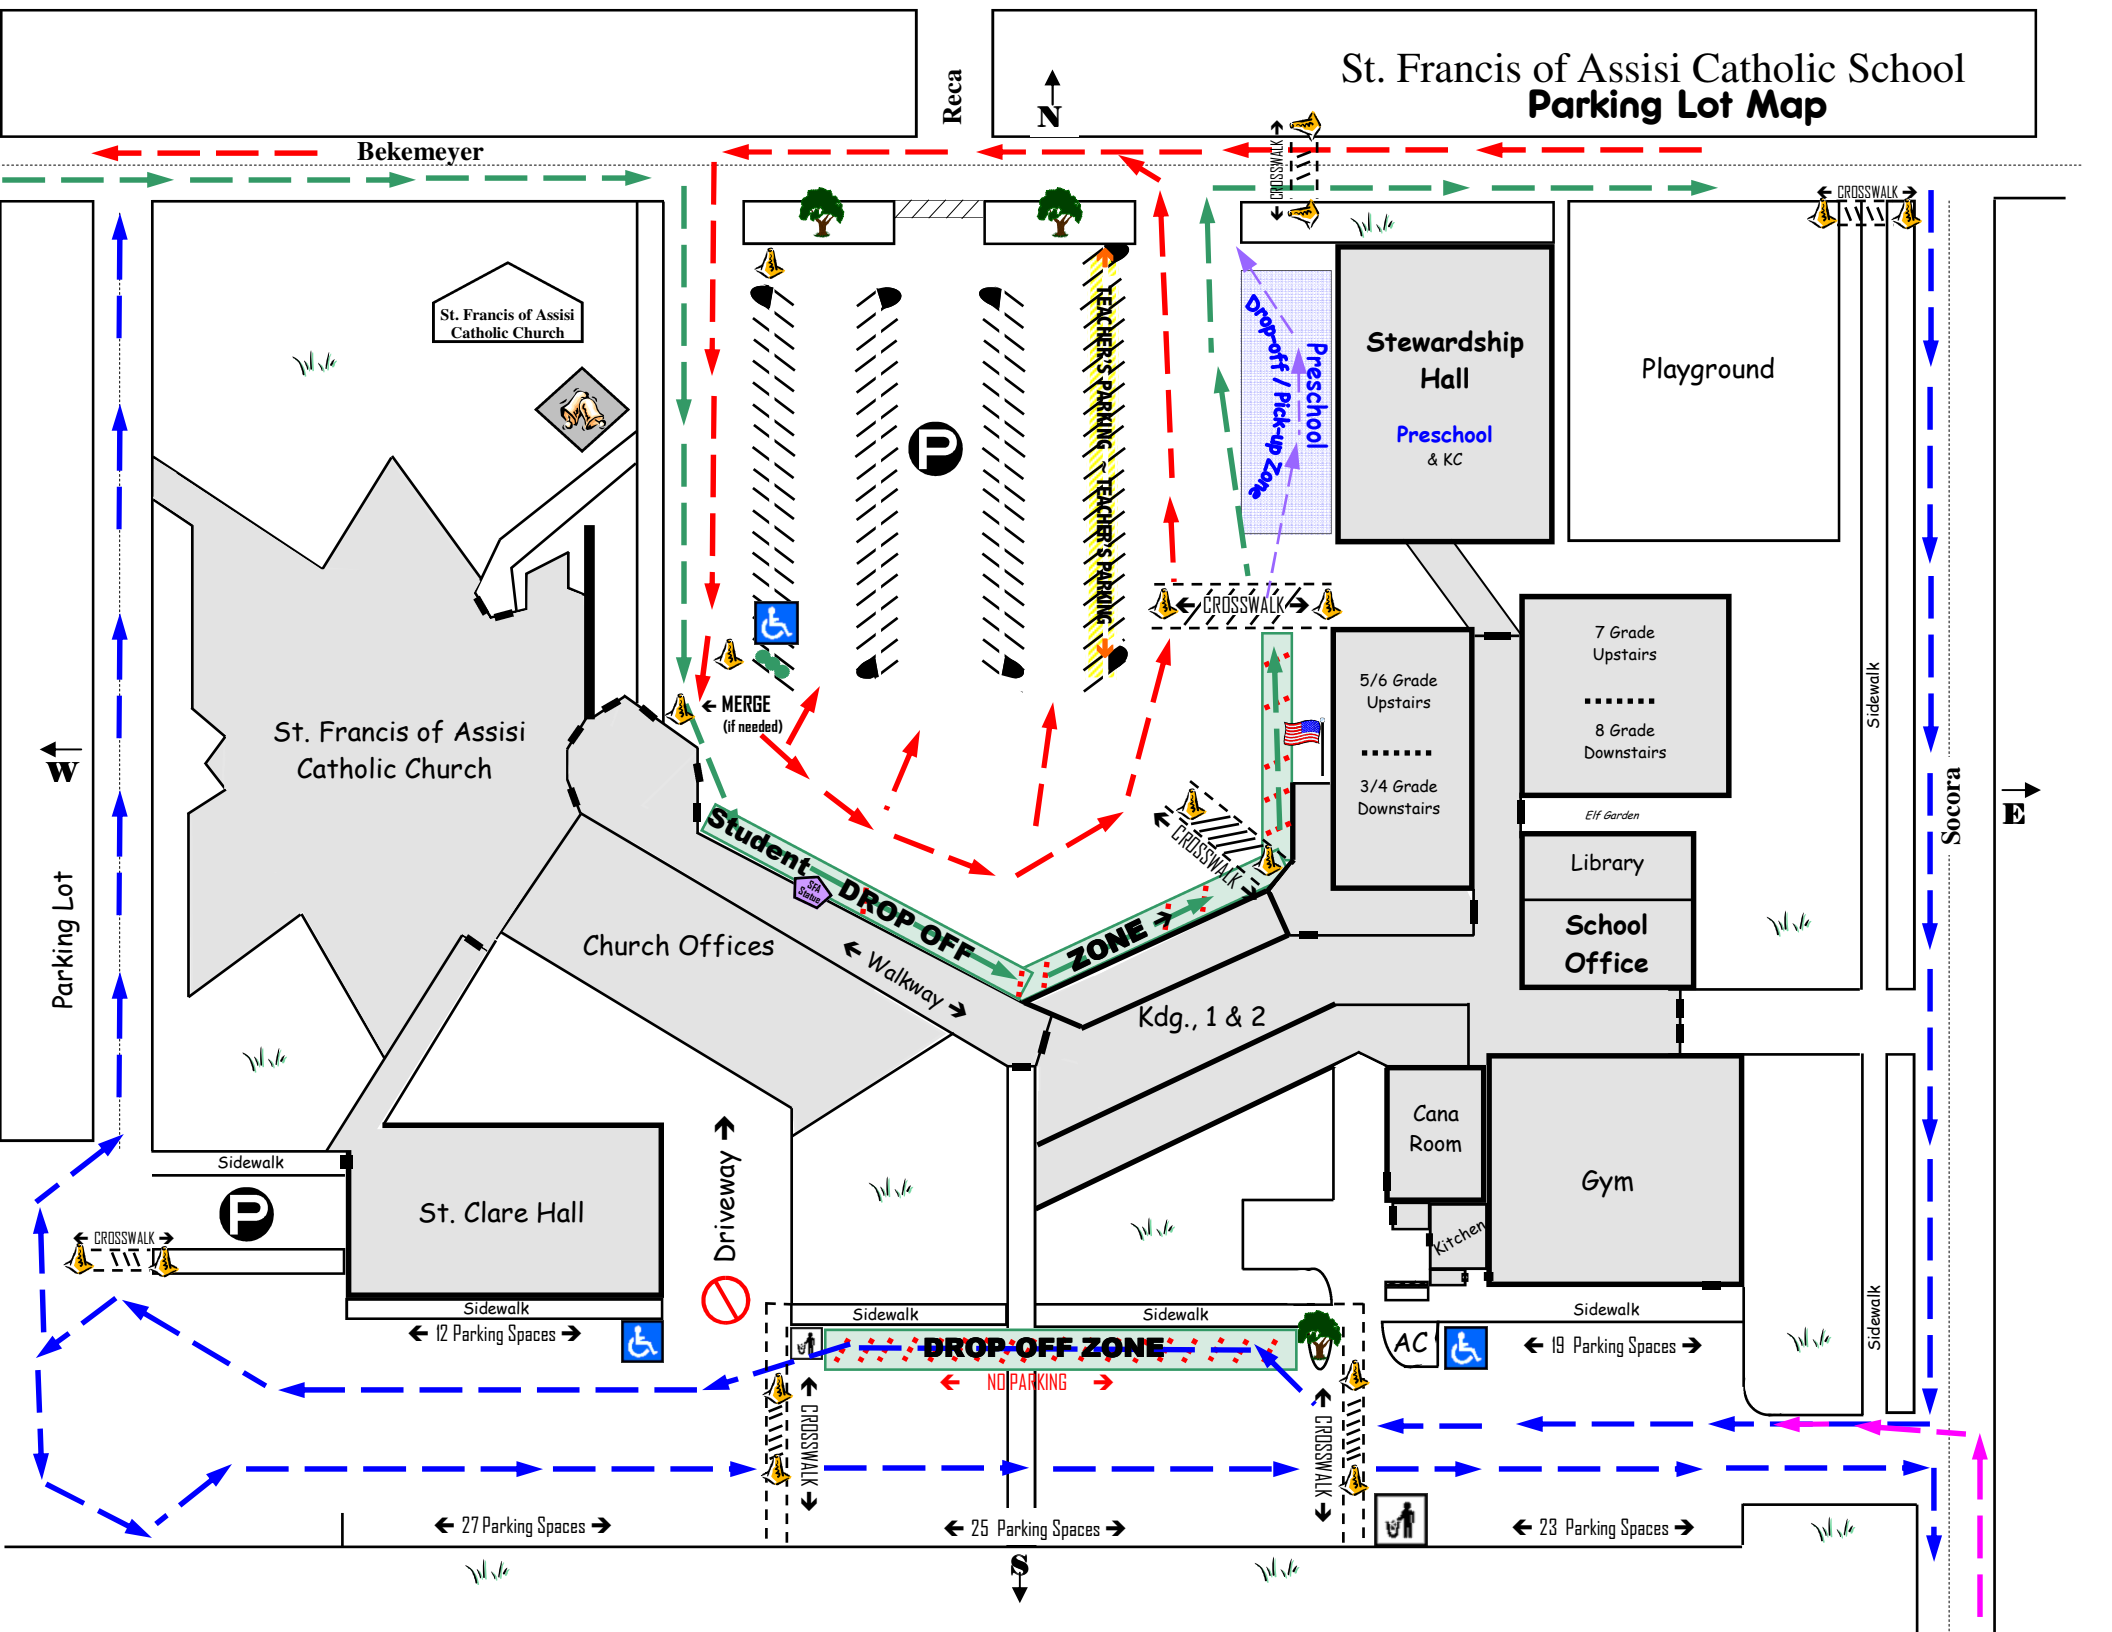 St. Francis of Assisi Catholic School
Parking Lot Map
Reca
N
Bekemeyer
CROSSWALK
CROSSWALK
St. Francis of Assisi
Catholic Church
TEACHER'S PARKING ~ TEACHER'S PARKING
P
Preschool
Drop-off / Pick-up Zone
Stewardship
Hall
Preschool
& KC
Playground
CROSSWALK
7 Grade
Upstairs
8 Grade
Downstairs
5/6 Grade
Upstairs
3/4 Grade
Downstairs
Sidewalk
MERGE
(if needed)
St. Francis of Assisi
Catholic Church
W
E
Socora
Elf Garden
Library
School
Office
Student
DROP OFF
ZONE
SFA
Statue
CROSSWALK
Parking Lot
Church Offices
Walkway
Kdg., 1 & 2
Cana
Room
Gym
Kitchen
Driveway
Sidewalk
P
St. Clare Hall
CROSSWALK
Sidewalk
12 Parking Spaces
Sidewalk
Sidewalk
DROP OFF ZONE
NO PARKING
CROSSWALK
CROSSWALK
AC
Sidewalk
19 Parking Spaces
Sidewalk
27 Parking Spaces
25 Parking Spaces
23 Parking Spaces
S